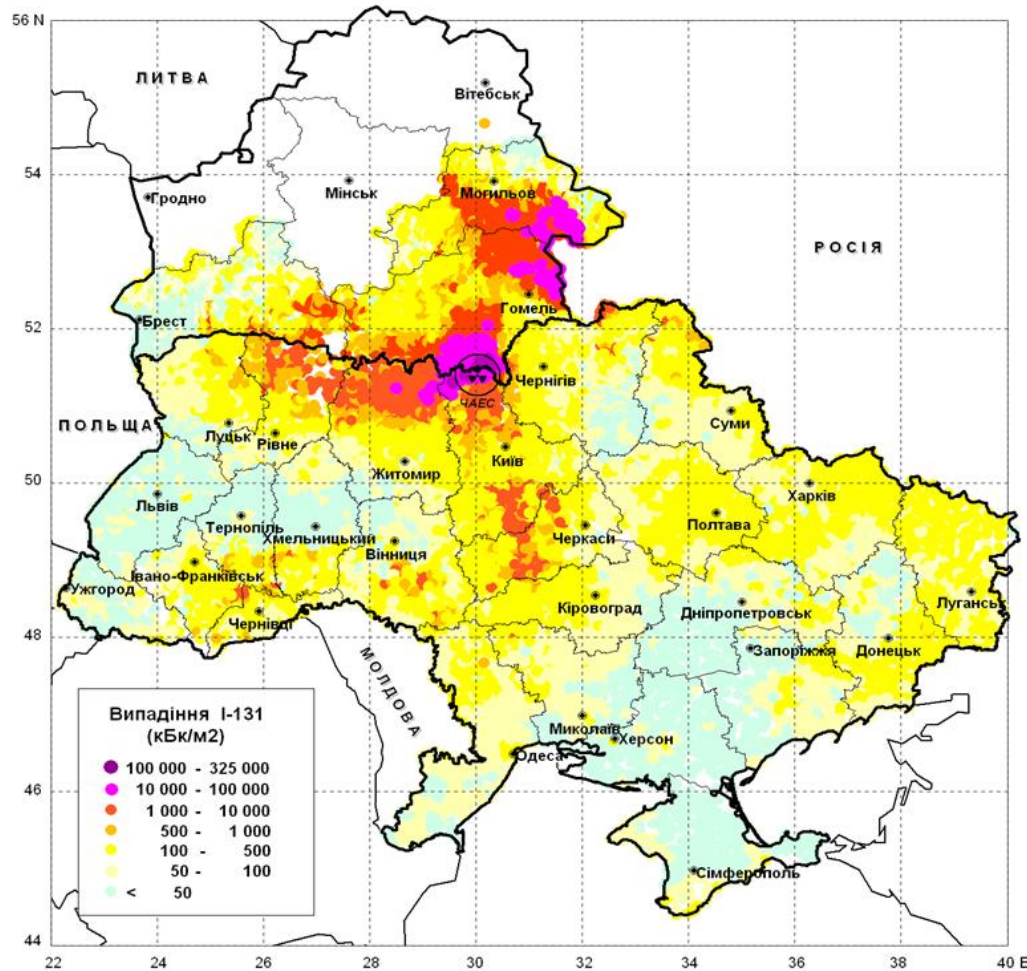 56 N
ЛИТВА
Вітебськ
54
Гродно
Мінськ
Могильов
РОСІЯ
Гомель
52
Брест
Чернігів
ЧАЕС
ПОЛЬЩА
Луцьк
Рівне
Суми
Київ
Житомир
50
Львів
Харків
Тернопіль
Полтава
Хмельницький
Черкаси
Вінниця
Івано-Франківськ
Ужгород
Кіровоград
Дніпропетровськ
Луганськ
Чернівці
48
Запоріжжя
Донецьк
МОЛДОВА
Випадіння I-131
(кБк/м2)
Миколаїв
Херсон
Одеса
100 000 - 325 000
10 000 - 100 000
46
1 000 - 10 000
500 - 1 000
100 - 500
50 - 100
< 50
Сімферополь
44
22 24 26 28 30 32 34 36 38 40 E